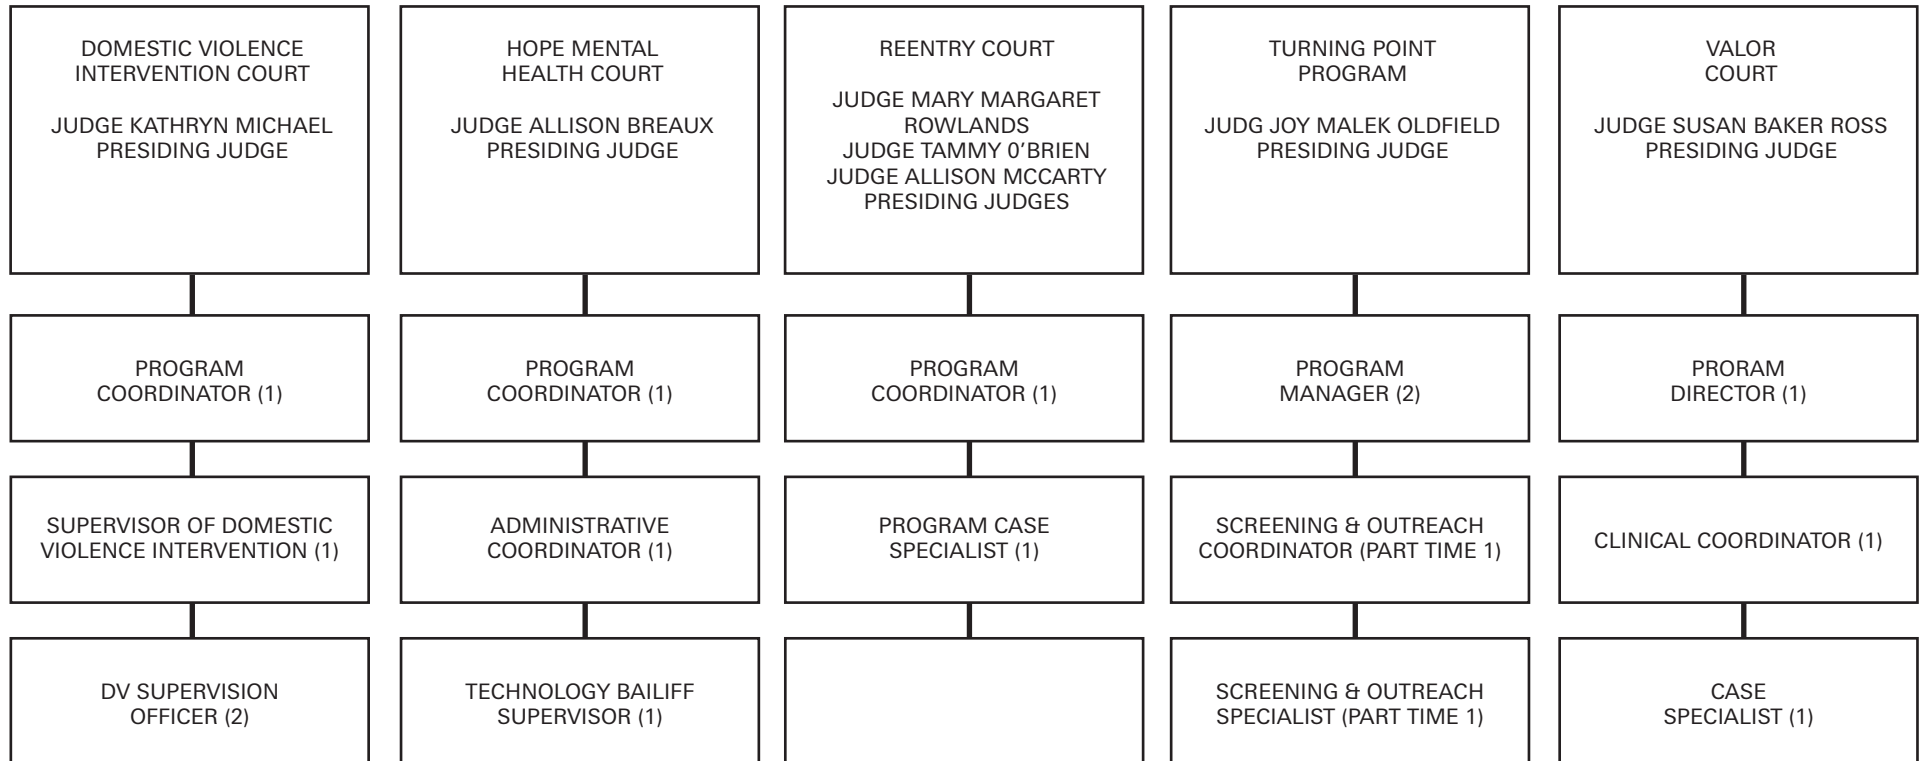 DOMESTIC VIOLENCE
INTERVENTION COURT
JUDGE KATHRYN MICHAEL
PRESIDING JUDGE
HOPE MENTAL
HEALTH COURT
JUDGE ALLISON BREAUX
PRESIDING JUDGE
REENTRY COURT
JUDGE MARY MARGARET
ROWLANDS
JUDGE TAMMY 0'BRIEN
JUDGE ALLISON MCCARTY
PRESIDING JUDGES
TURNING POINT
PROGRAM
JUDG JOY MALEK OLDFIELD
PRESIDING JUDGE
VALOR
COURT
JUDGE SUSAN BAKER ROSS
PRESIDING JUDGE
PROGRAM
COORDINATOR (1)
PROGRAM
COORDINATOR (1)
PROGRAM
COORDINATOR (1)
PROGRAM
MANAGER (2)
PRORAM
DIRECTOR (1)
SUPERVISOR OF DOMESTIC
VIOLENCE INTERVENTION (1)
ADMINISTRATIVE
COORDINATOR (1)
PROGRAM CASE
SPECIALIST (1)
SCREENING & OUTREACH
COORDINATOR (PART TIME 1)
CLINICAL COORDINATOR (1)
DV SUPERVISION
OFFICER (2)
TECHNOLOGY BAILIFF
SUPERVISOR (1)
SCREENING & OUTREACH
SPECIALIST (PART TIME 1)
CASE
SPECIALIST (1)